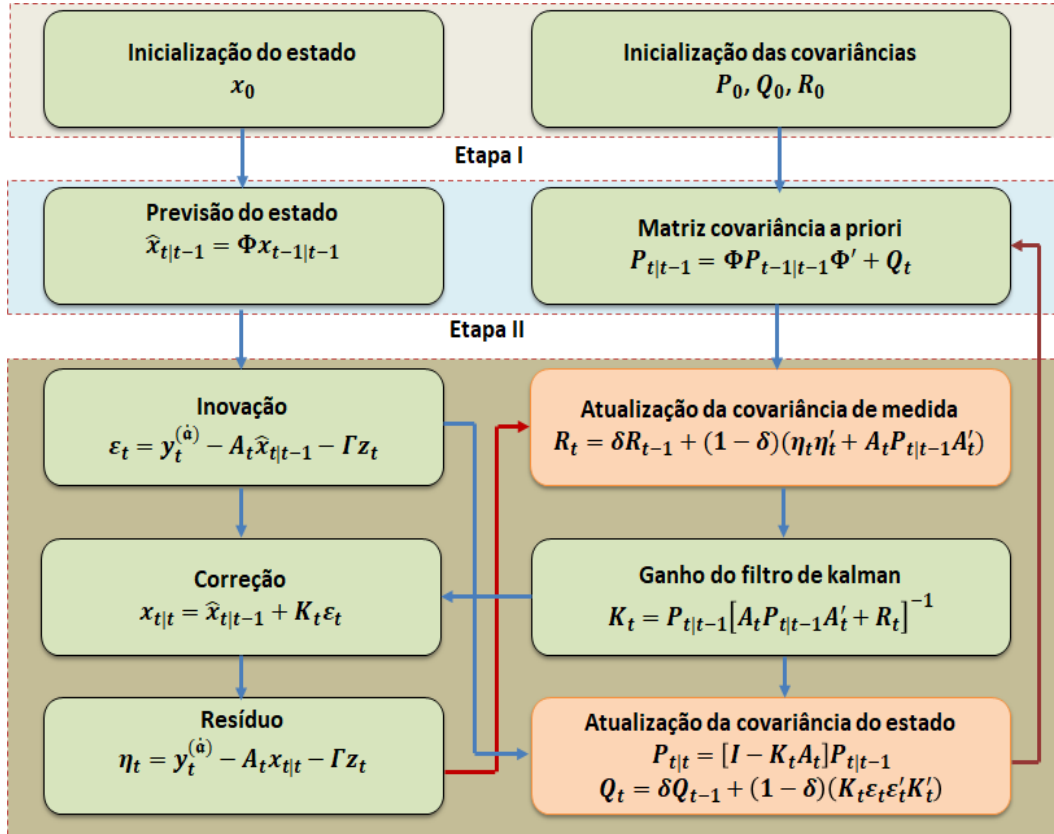 Inicialização do estado
x₀
Inicialização das covariâncias
P₀, Q₀, R₀
Etapa I
Previsão do estado
x̂ₜ|ₜ₋₁ = Φxₜ₋₁|ₜ₋₁
Matriz covariância a priori
Pₜ|ₜ₋₁ = ΦPₜ₋₁|ₜ₋₁Φ′ + Qₜ
Etapa II
Inovação
εₜ = yₜ^(ȧ) − Aₜx̂ₜ|ₜ₋₁ − Γzₜ
Atualização da covariância de medida
Rₜ = δRₜ₋₁ + (1 − δ)(ηₜηₜ′ + AₜPₜ|ₜ₋₁Aₜ′)
Correção
xₜ|ₜ = x̂ₜ|ₜ₋₁ + Kₜεₜ
Ganho do filtro de kalman
Kₜ = Pₜ|ₜ₋₁[AₜPₜ|ₜ₋₁Aₜ′ + Rₜ]⁻¹
Resíduo
ηₜ = yₜ^(ȧ) − Aₜxₜ|ₜ − Γzₜ
Atualização da covariância do estado
Pₜ|ₜ = [I − KₜAₜ]Pₜ|ₜ₋₁
Qₜ = δQₜ₋₁ + (1 − δ)(Kₜεₜεₜ′Kₜ′)